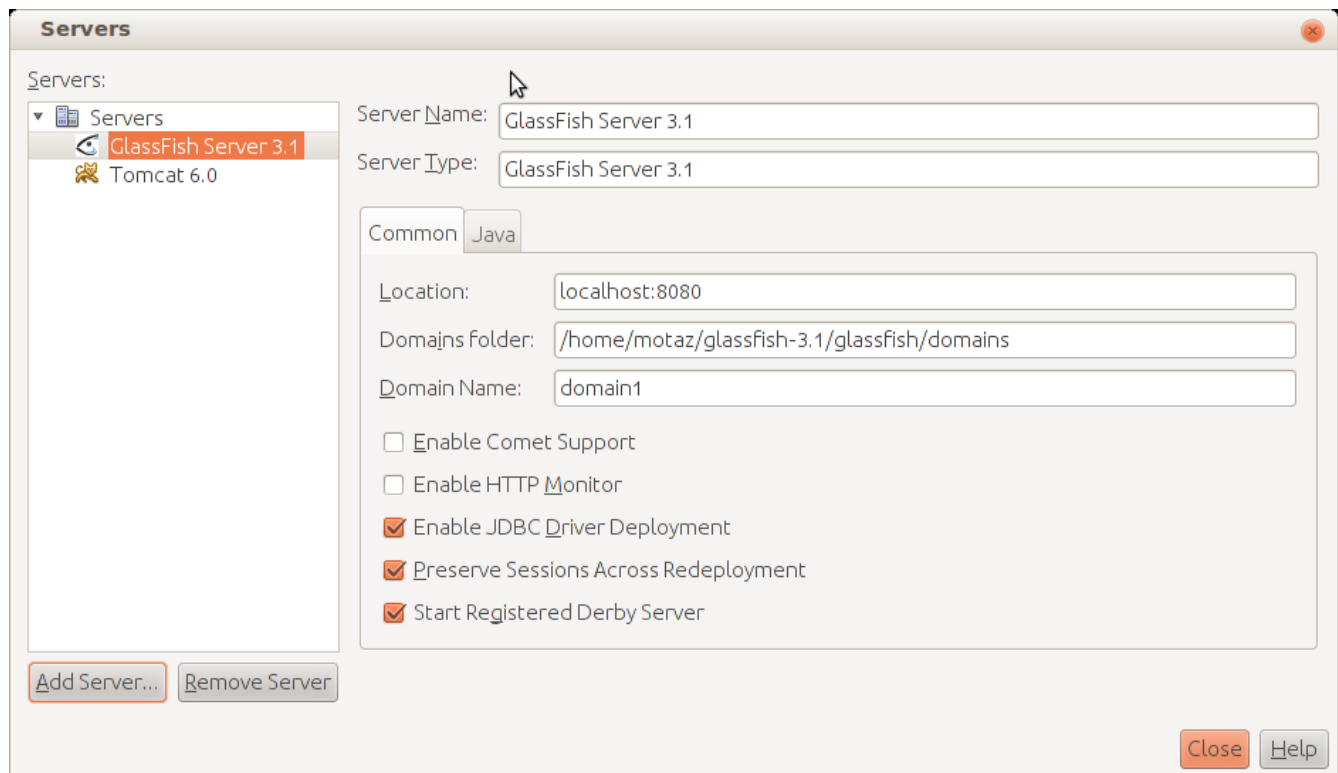 Servers
Servers:
Servers
GlassFish Server 3.1
Tomcat 6.0
Add Server...
Remove Server
Server Name: GlassFish Server 3.1
Server Type: GlassFish Server 3.1
Common Java
Location: localhost:8080
Domains folder: /home/motaz/glassfish-3.1/glassfish/domains
Domain Name: domain1
Enable Comet Support
Enable HTTP Monitor
Enable JDBC Driver Deployment
Preserve Sessions Across Redeployment
Start Registered Derby Server
Close Help